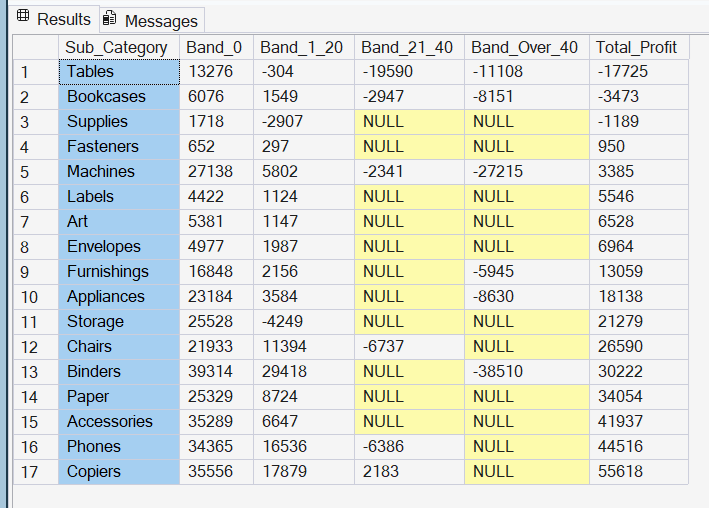 Results Messages
Sub_Category Band_0 Band_1_20 Band_21_40 Band_Over_40 Total_Profit
1 Tables 13276 -304 -19590 -11108 -17725
2 Bookcases 6076 1549 -2947 -8151 -3473
3 Supplies 1718 -2907 NULL NULL -1189
4 Fasteners 652 297 NULL NULL 950
5 Machines 27138 5802 -2341 -27215 3385
6 Labels 4422 1124 NULL NULL 5546
7 Art 5381 1147 NULL NULL 6528
8 Envelopes 4977 1987 NULL NULL 6964
9 Furnishings 16848 2156 NULL -5945 13059
10 Appliances 23184 3584 NULL -8630 18138
11 Storage 25528 -4249 NULL NULL 21279
12 Chairs 21933 11394 -6737 NULL 26590
13 Binders 39314 29418 NULL -38510 30222
14 Paper 25329 8724 NULL NULL 34054
15 Accessories 35289 6647 NULL NULL 41937
16 Phones 34365 16536 -6386 NULL 44516
17 Copiers 35556 17879 2183 NULL 55618